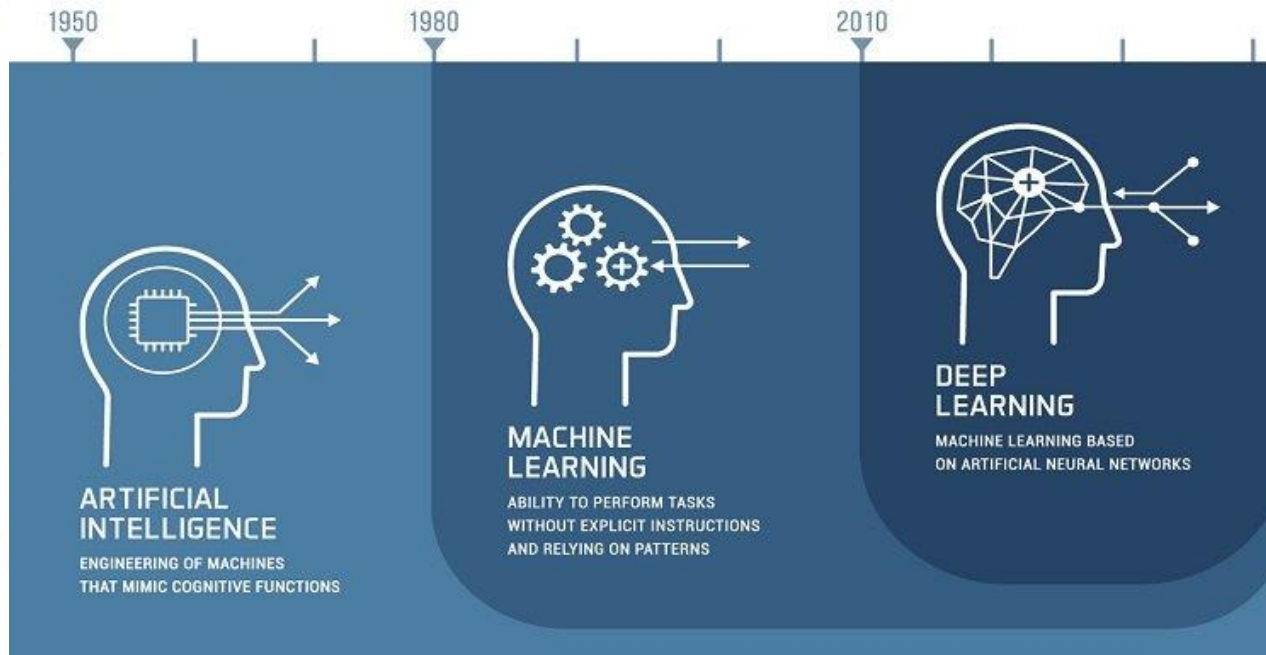 1950
1980
2010
ARTIFICIAL
INTELLIGENCE
ENGINEERING OF MACHINES
THAT MIMIC COGNITIVE FUNCTIONS
MACHINE
LEARNING
ABILITY TO PERFORM TASKS
WITHOUT EXPLICIT INSTRUCTIONS
AND RELYING ON PATTERNS
DEEP
LEARNING
MACHINE LEARNING BASED
ON ARTIFICIAL NEURAL NETWORKS